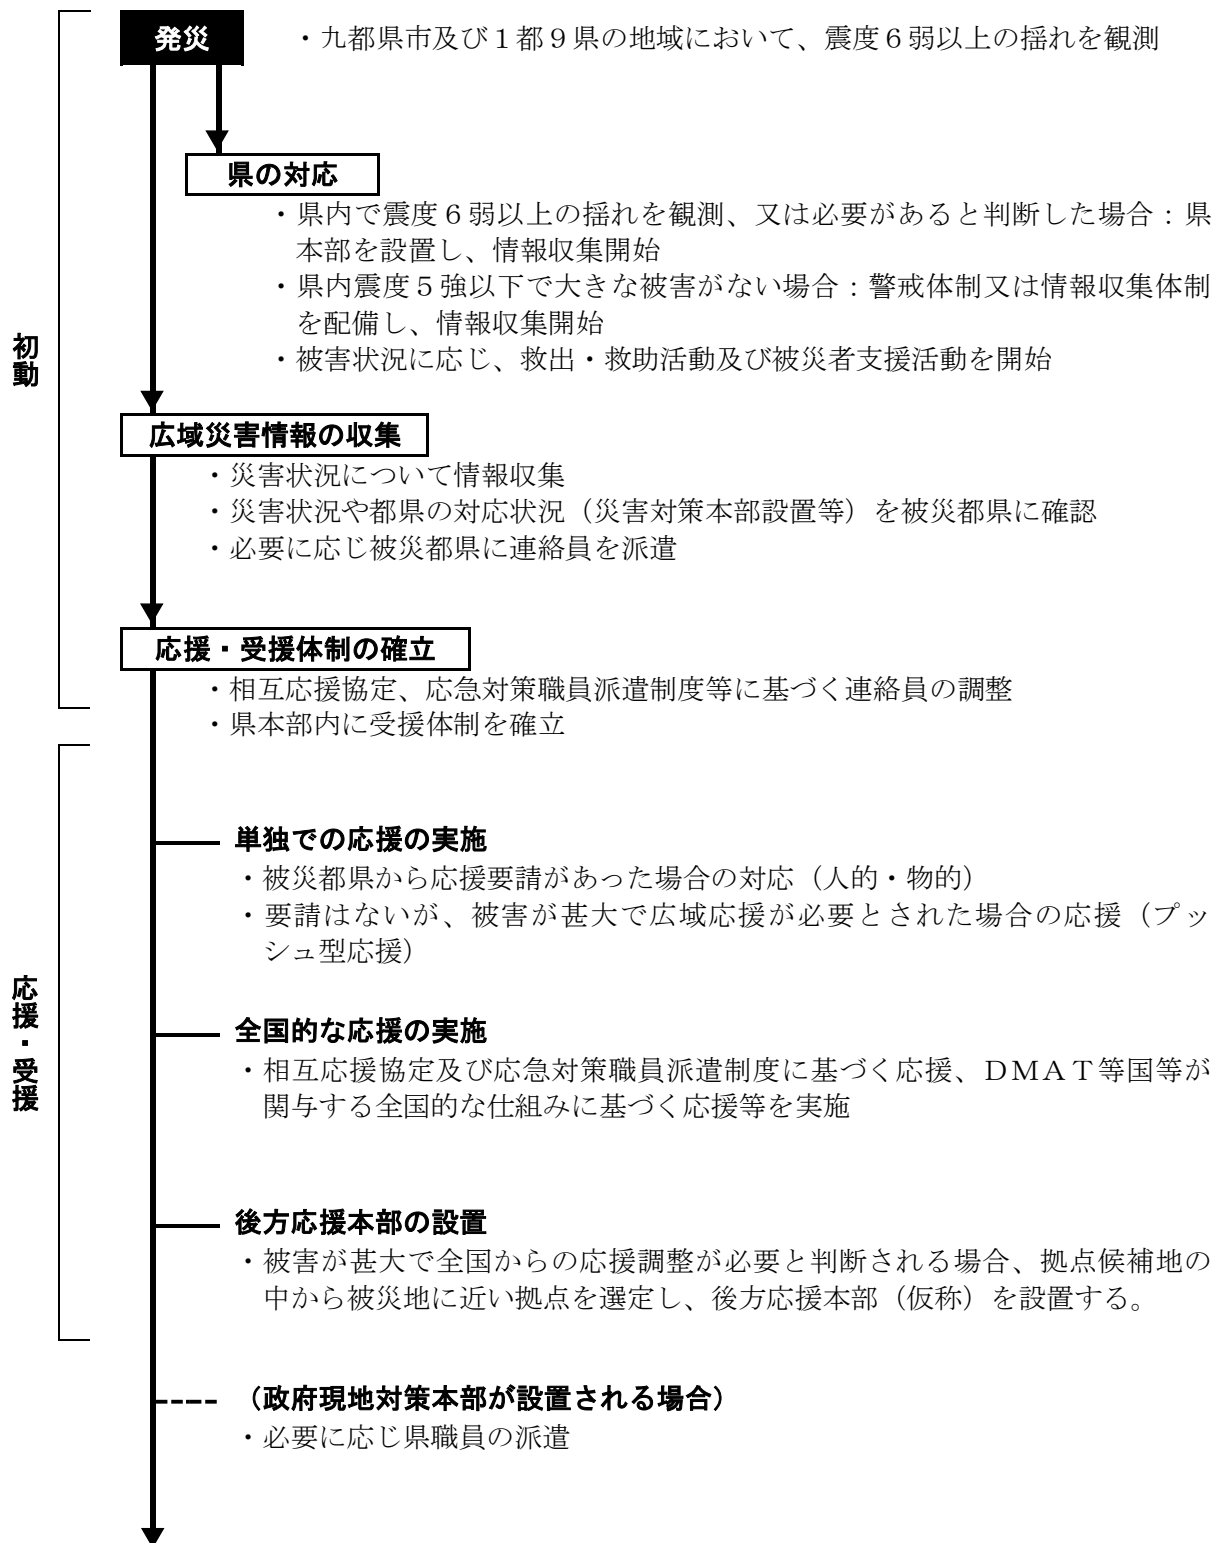 発災
・九都県市及び１都９県の地域において、震度６弱以上の揺れを観測
県の対応
・県内で震度６弱以上の揺れを観測、又は必要があると判断した場合：県
本部を設置し、情報収集開始
・県内震度５強以下で大きな被害がない場合：警戒体制又は情報収集体制
を配備し、情報収集開始
・被害状況に応じ、救出・救助活動及び被災者支援活動を開始
初動
広域災害情報の収集
・災害状況について情報収集
・災害状況や都県の対応状況（災害対策本部設置等）を被災都県に確認
・必要に応じ被災都県に連絡員を派遣
応援・受援体制の確立
・相互応援協定、応急対策職員派遣制度等に基づく連絡員の調整
・県本部内に受援体制を確立
単独での応援の実施
・被災都県から応援要請があった場合の対応（人的・物的）
・要請はないが、被害が甚大で広域応援が必要とされた場合の応援（プッ
シュ型応援）
応援・受援
全国的な応援の実施
・相互応援協定及び応急対策職員派遣制度に基づく応援、ＤＭＡＴ等国等が
関与する全国的な仕組みに基づく応援等を実施
後方応援本部の設置
・被害が甚大で全国からの応援調整が必要と判断される場合、拠点候補地の
中から被災地に近い拠点を選定し、後方応援本部（仮称）を設置する。
（政府現地対策本部が設置される場合）
・必要に応じ県職員の派遣